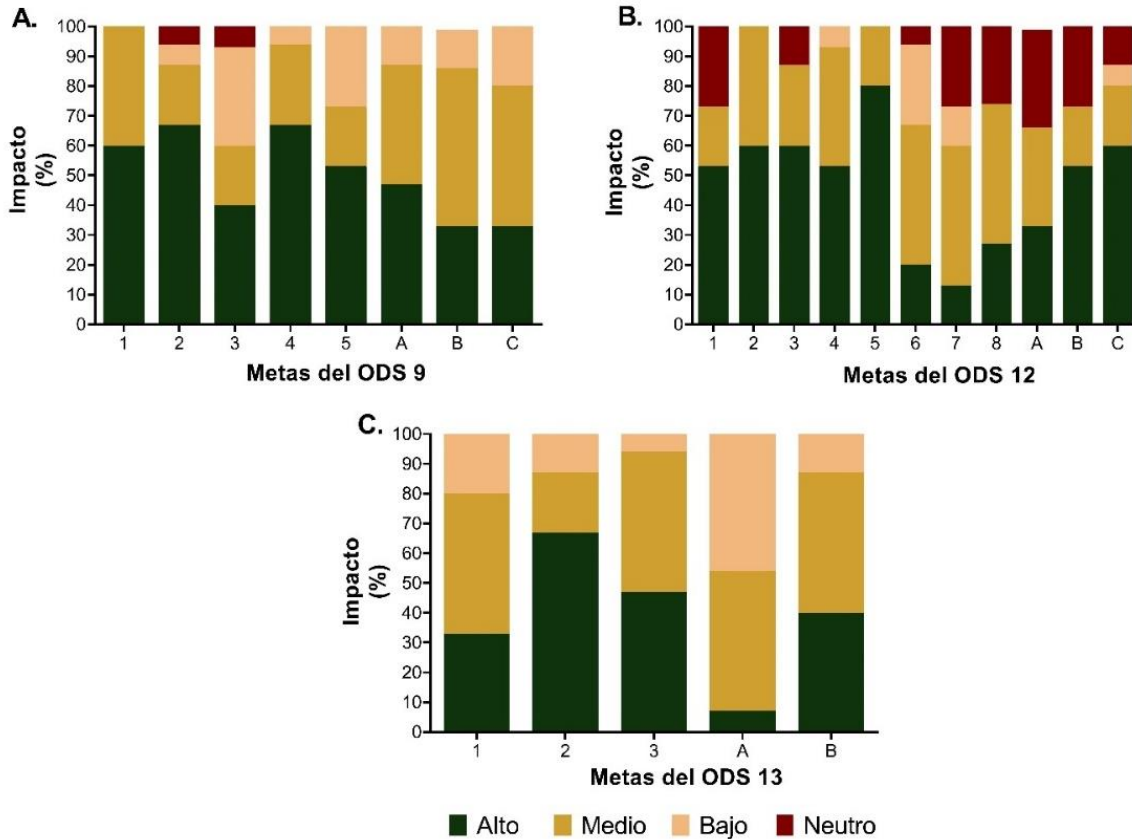 A.
Impacto
(%)
100
90
80
70
60
50
40
30
20
10
0
1 2 3 4 5 A B C
Metas del ODS 9
B.
Impacto
(%)
100
90
80
70
60
50
40
30
20
10
0
1 2 3 4 5 6 7 8 A B C
Metas del ODS 12
C.
Impacto
(%)
100
90
80
70
60
50
40
30
20
10
0
1 2 3 A B
Metas del ODS 13
Alto Medio Bajo Neutro